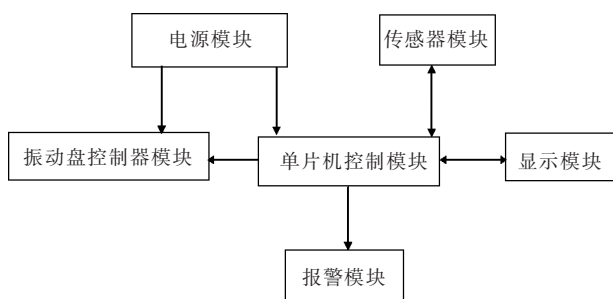 电源模块
传感器模块
振动盘控制器模块
单片机控制模块
显示模块
报警模块